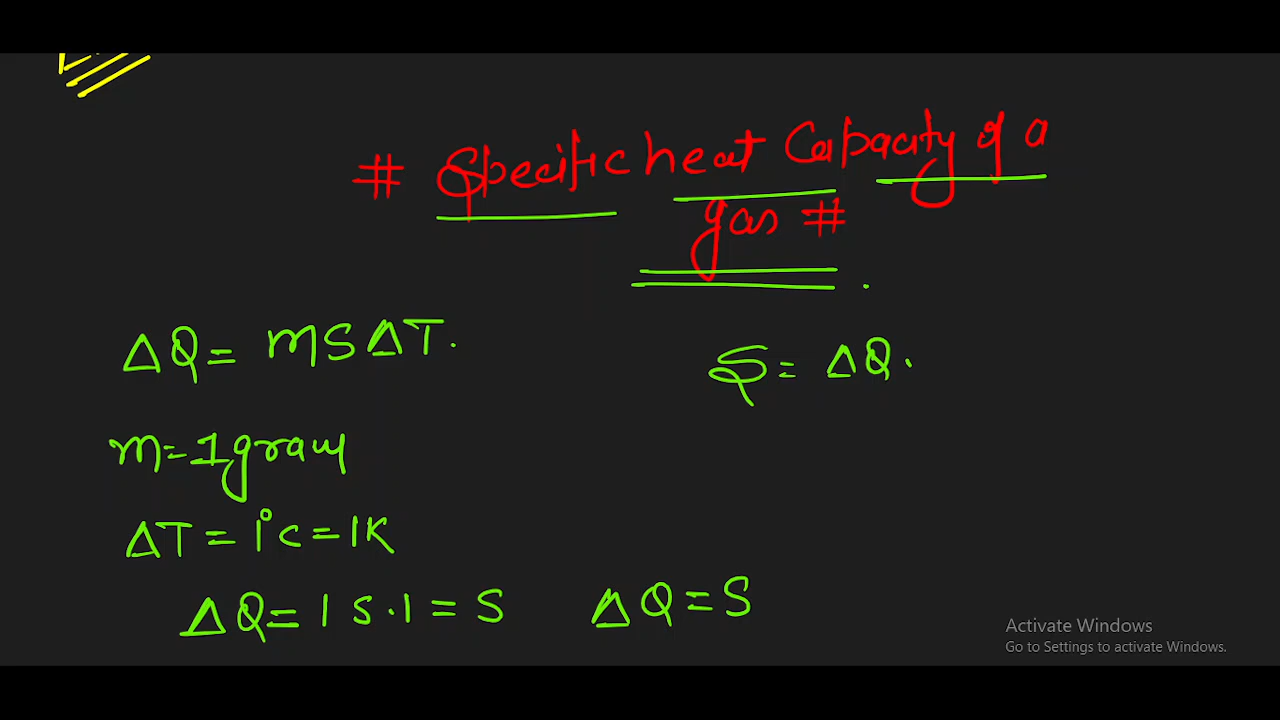 # Specific heat Capacity of a
gas #
ΔQ = mSΔT.
S = ΔQ.
m = 1 gram
ΔT = 1°C = 1K
ΔQ = 1 S·1 = S ΔQ = S
Activate Windows
Go to Settings to activate Windows.